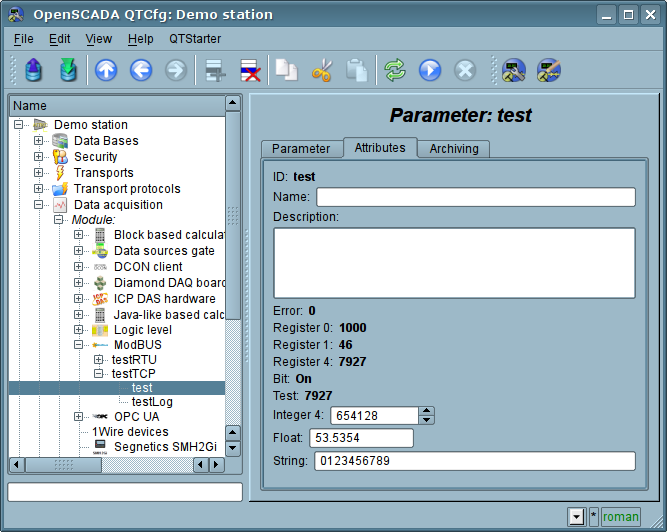 OpenSCADA QTCfg: Demo station
File Edit View Help QTStarter
Name
Demo station
Data Bases
Security
Transports
Transport protocols
Data acquisition
Module:
Block based calculat
Data sources gate
DCON client
Diamond DAQ board
ICP DAS hardware
Java-like based calc
Logic level
ModBUS
testRTU
testTCP
test
testLog
OPC UA
1Wire devices
Segnetics SMH2Gi
Parameter: test
Parameter Attributes Archiving
ID: test
Name:
Description:
Error: 0
Register 0: 1000
Register 1: 46
Register 4: 7927
Bit: On
Test: 7927
Integer 4: 654128
Float: 53.5354
String: 0123456789
* roman